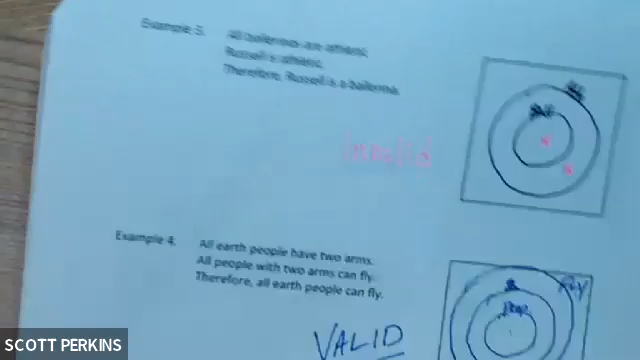 Example 3. All ballerinas are athletic.
Russell is athletic.
Therefore, Russell is a ballerina.
invalid
Example 4. All earth people have two arms.
All people with two arms can fly.
Therefore, all earth people can fly.
Fly
VALID
SCOTT PERKINS